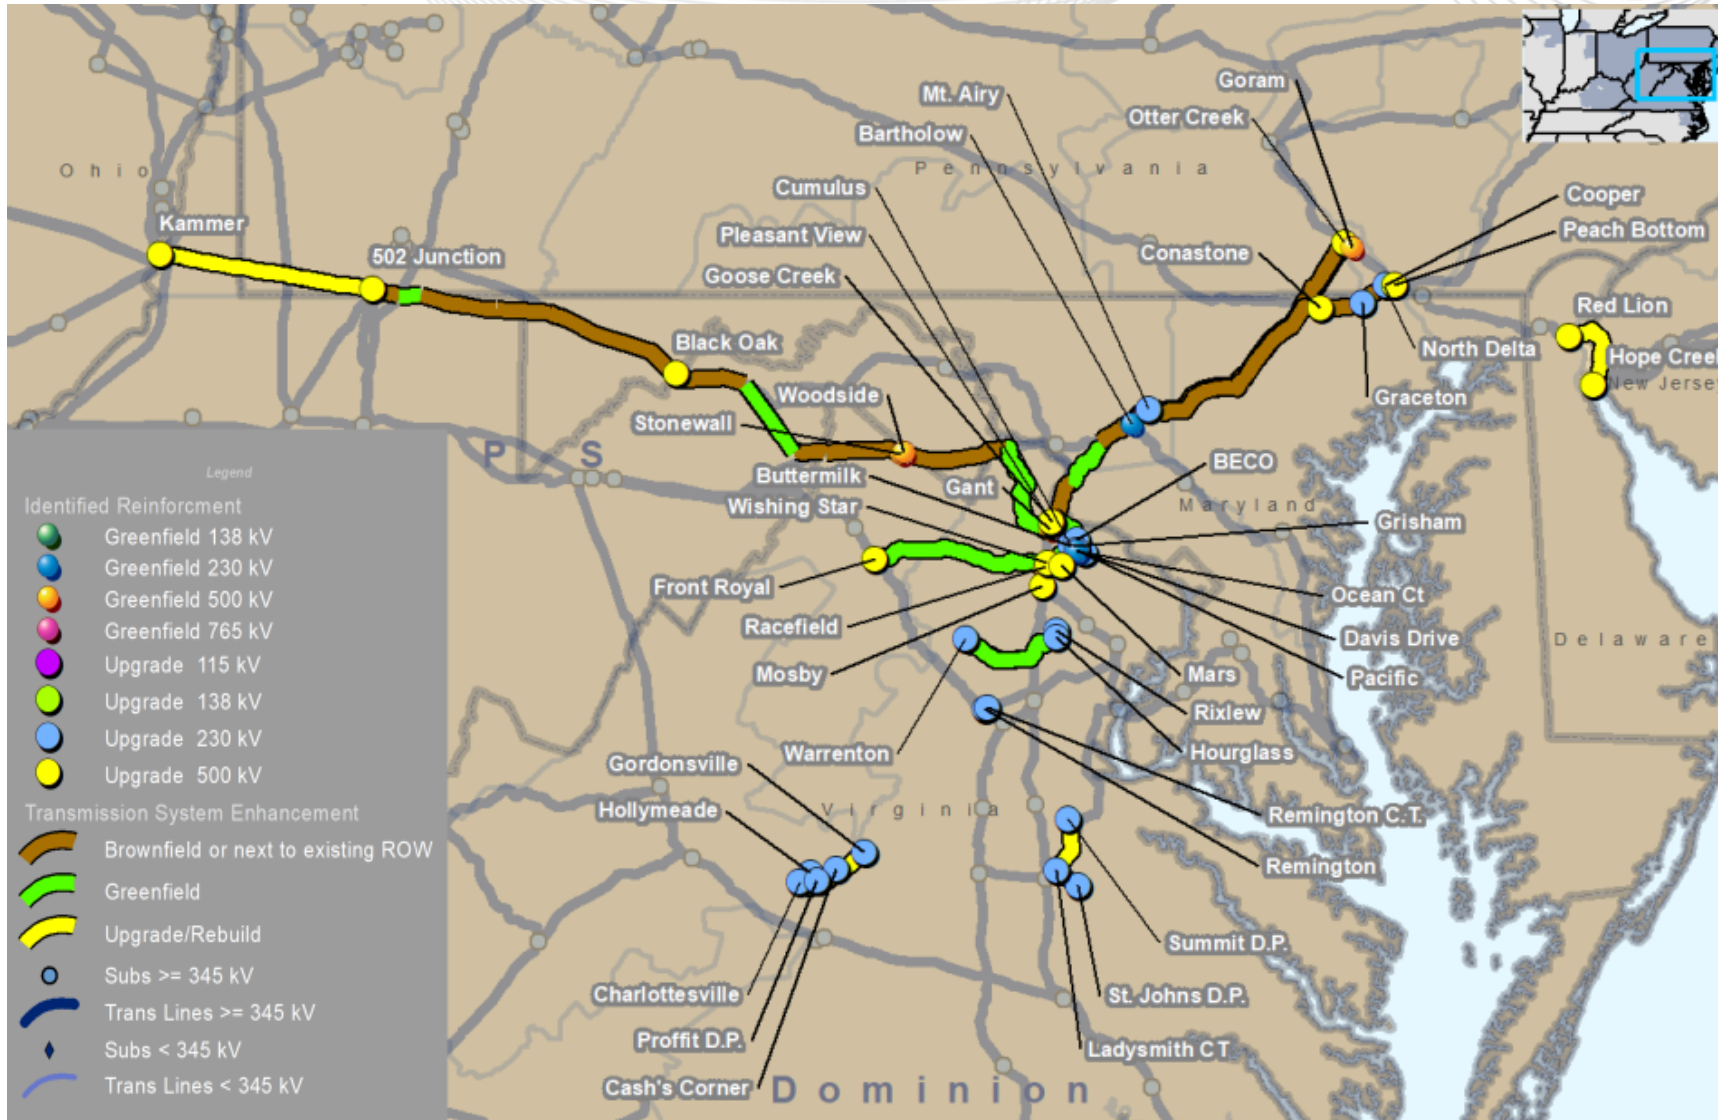 Goram
Mt. Airy
Otter Creek
Bartholow
Ohio
Pennsylvania
Cumulus
Cooper
Kammer
Pleasant View
Peach Bottom
502 Junction
Conastone
Goose Creek
Red Lion
Black Oak
North Delta
Hope Creel
New Jersey
Woodside
Graceton
Stonewall
P S
BECO
Buttermilk
Gant
Wishing Star
Maryland
Grisham
Front Royal
Ocean Ct
Racefield
Davis Drive
Delaware
Mosby
Mars
Pacific
Rixlew
Warrenton
Hourglass
Gordonsville
Hollymeade
Virginia
Remington C.T.
Remington
Summit D.P.
Charlottesville
St. Johns D.P.
Proffit D.P.
Ladysmith CT
Cash's Corner
Dominion
Legend
Identified Reinforcment
Greenfield 138 kV
Greenfield 230 kV
Greenfield 500 kV
Greenfield 765 kV
Upgrade 115 kV
Upgrade 138 kV
Upgrade 230 kV
Upgrade 500 kV
Transmission System Enhancement
Brownfield or next to existing ROW
Greenfield
Upgrade/Rebuild
Subs >= 345 kV
Trans Lines >= 345 kV
Subs < 345 kV
Trans Lines < 345 kV